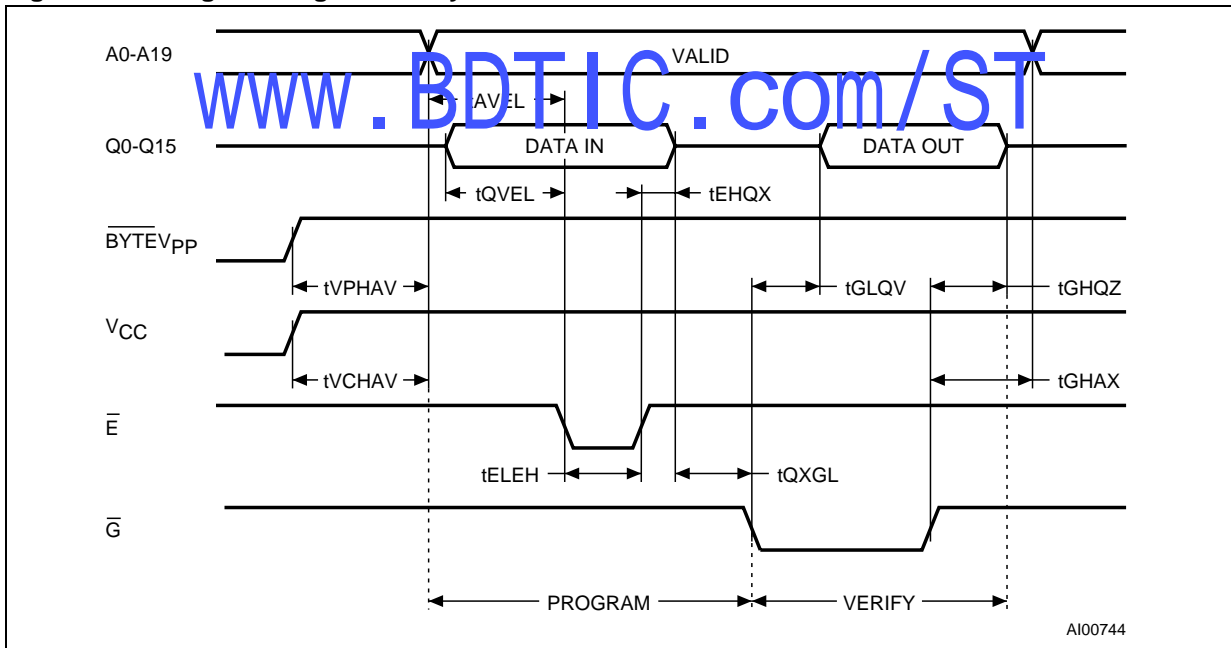 A0-A19
VALID
www.BDTIC.com/ST
tAVEL
Q0-Q15
DATA IN
DATA OUT
tQVEL
tEHQX
BYTEVPP
tVPHAV
tGLQV
tGHQZ
VCC
tVCHAV
tGHAX
E
tELEH
tQXGL
G
PROGRAM
VERIFY
AI00744